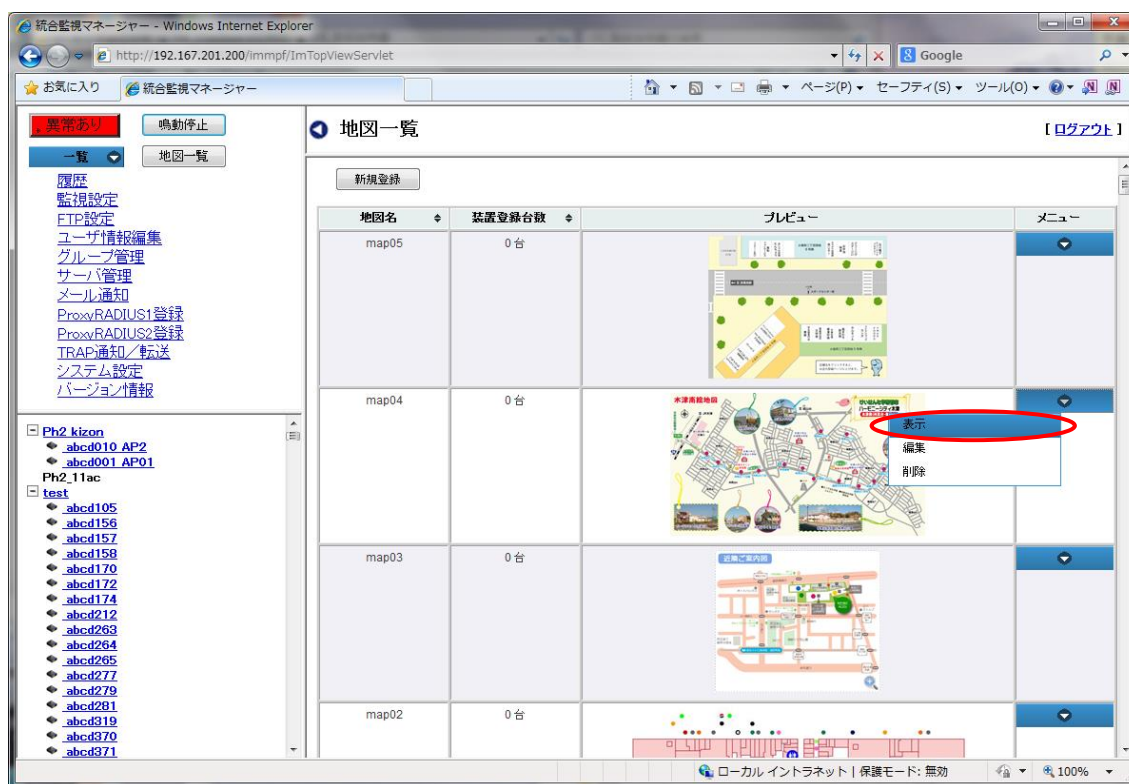 統合監視マネージャー - Windows Internet Explorer
http://192.167.201.200/immpf/ImTopViewServlet
Google
お気に入り
統合監視マネージャー
ページ(P) セーフティ(S) ツール(O)
異常あり 鳴動停止
一覧 地図一覧
履歴
監視設定
FTP設定
ユーザ情報編集
グループ管理
サーバ管理
メール通知
ProxyRADIUS1登録
ProxyRADIUS2登録
TRAP通知/転送
システム設定
バージョン情報
Ph2 kizon
abcd010 AP2
abcd001 AP01
Ph2_11ac
test
abcd105
abcd156
abcd157
abcd158
abcd170
abcd172
abcd174
abcd212
abcd263
abcd264
abcd265
abcd277
abcd279
abcd281
abcd319
abcd370
abcd371
地図一覧
[ ログアウト ]
新規登録
地図名 装置登録台数 プレビュー メニュー
map05 0 台
map04 0 台
木津南総地図
表示
編集
削除
map03 0 台
近隣ご案内図
map02 0 台
ローカル イントラネット | 保護モード: 無効
100%